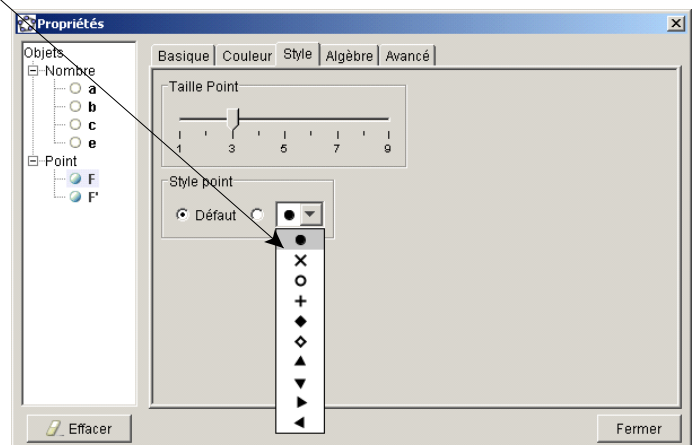 Propriétés
Objets
Nombre
a
b
c
e
Point
F
F'
Basique Couleur Style Algèbre Avancé
Taille Point
1 3 5 7 9
Style point
Défaut
Effacer
Fermer